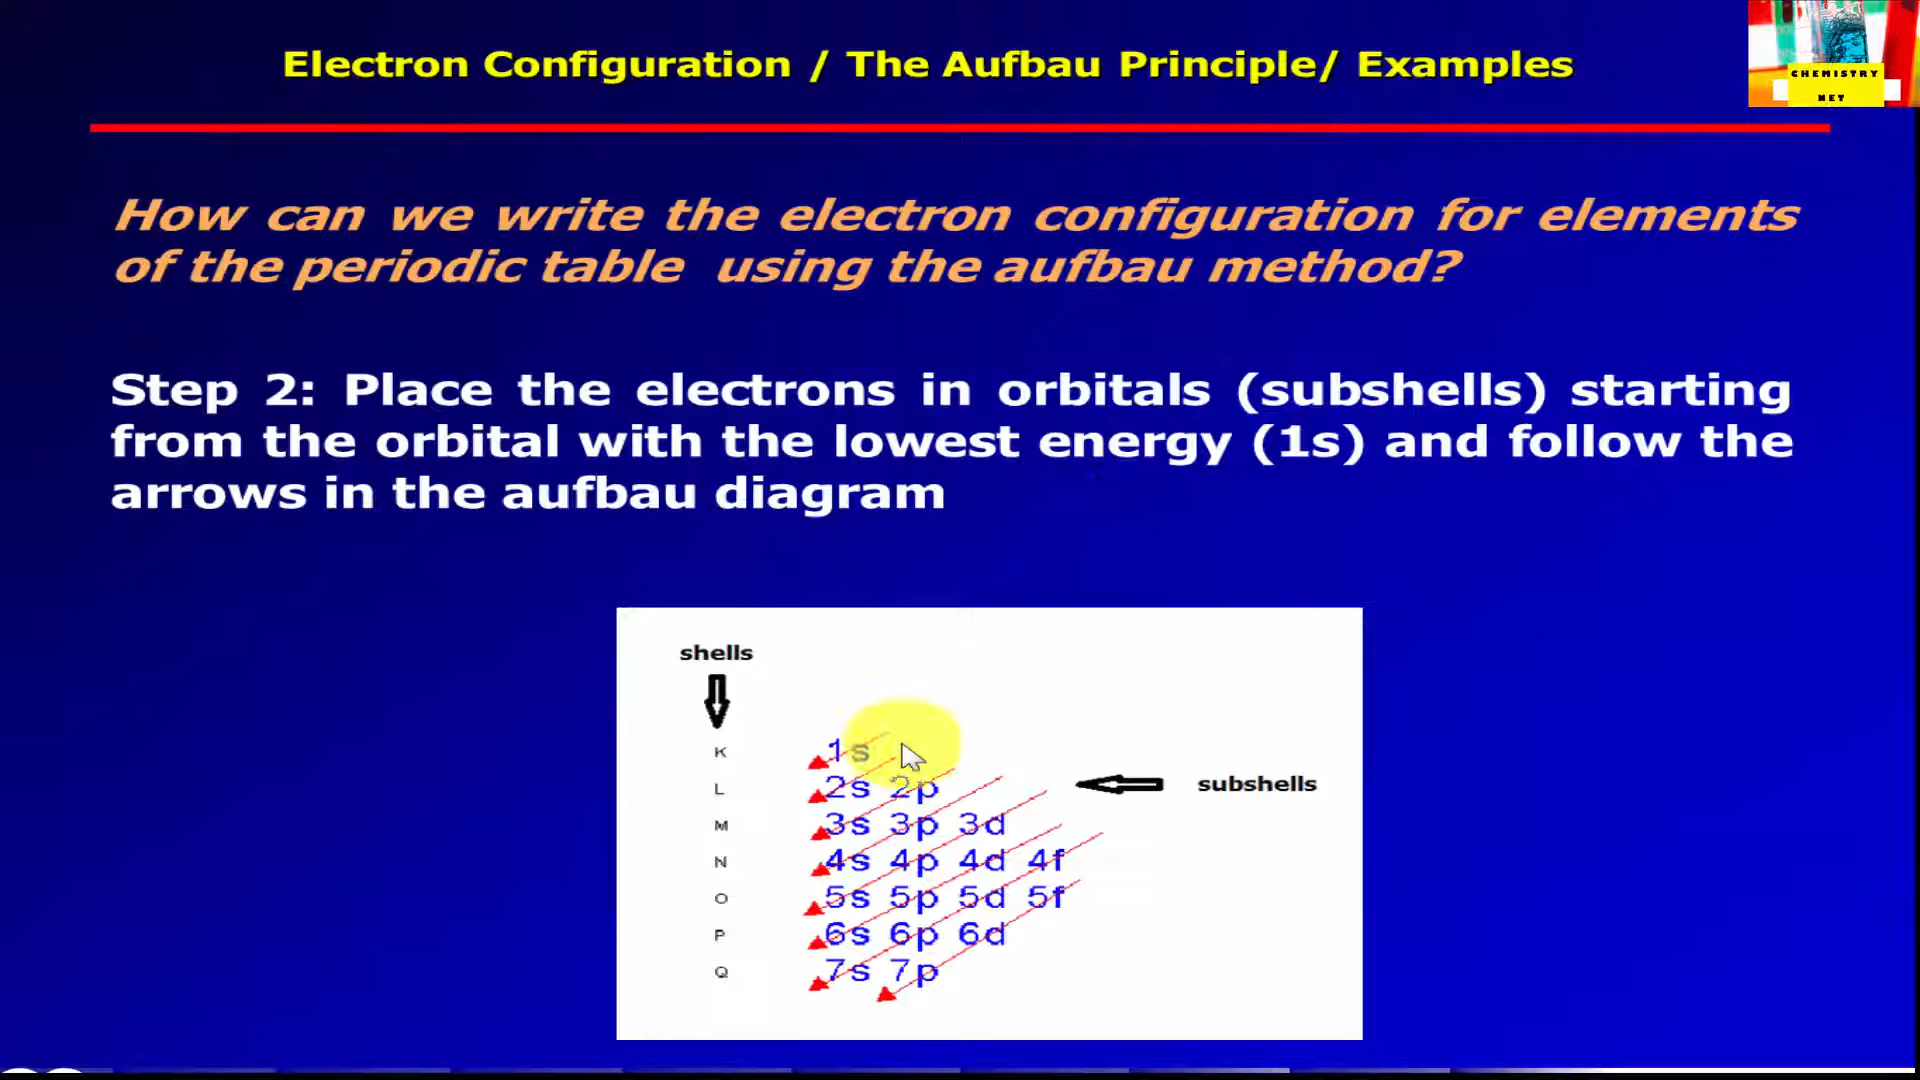 Electron Configuration / The Aufbau Principle/ Examples
CHEMISTRY
NET
How can we write the electron configuration for elements
of the periodic table using the aufbau method?
Step 2: Place the electrons in orbitals (subshells) starting
from the orbital with the lowest energy (1s) and follow the
arrows in the aufbau diagram
shells
K 1s
L 2s 2p
subshells
M 3s 3p 3d
N 4s 4p 4d 4f
O 5s 5p 5d 5f
P 6s 6p 6d
Q 7s 7p